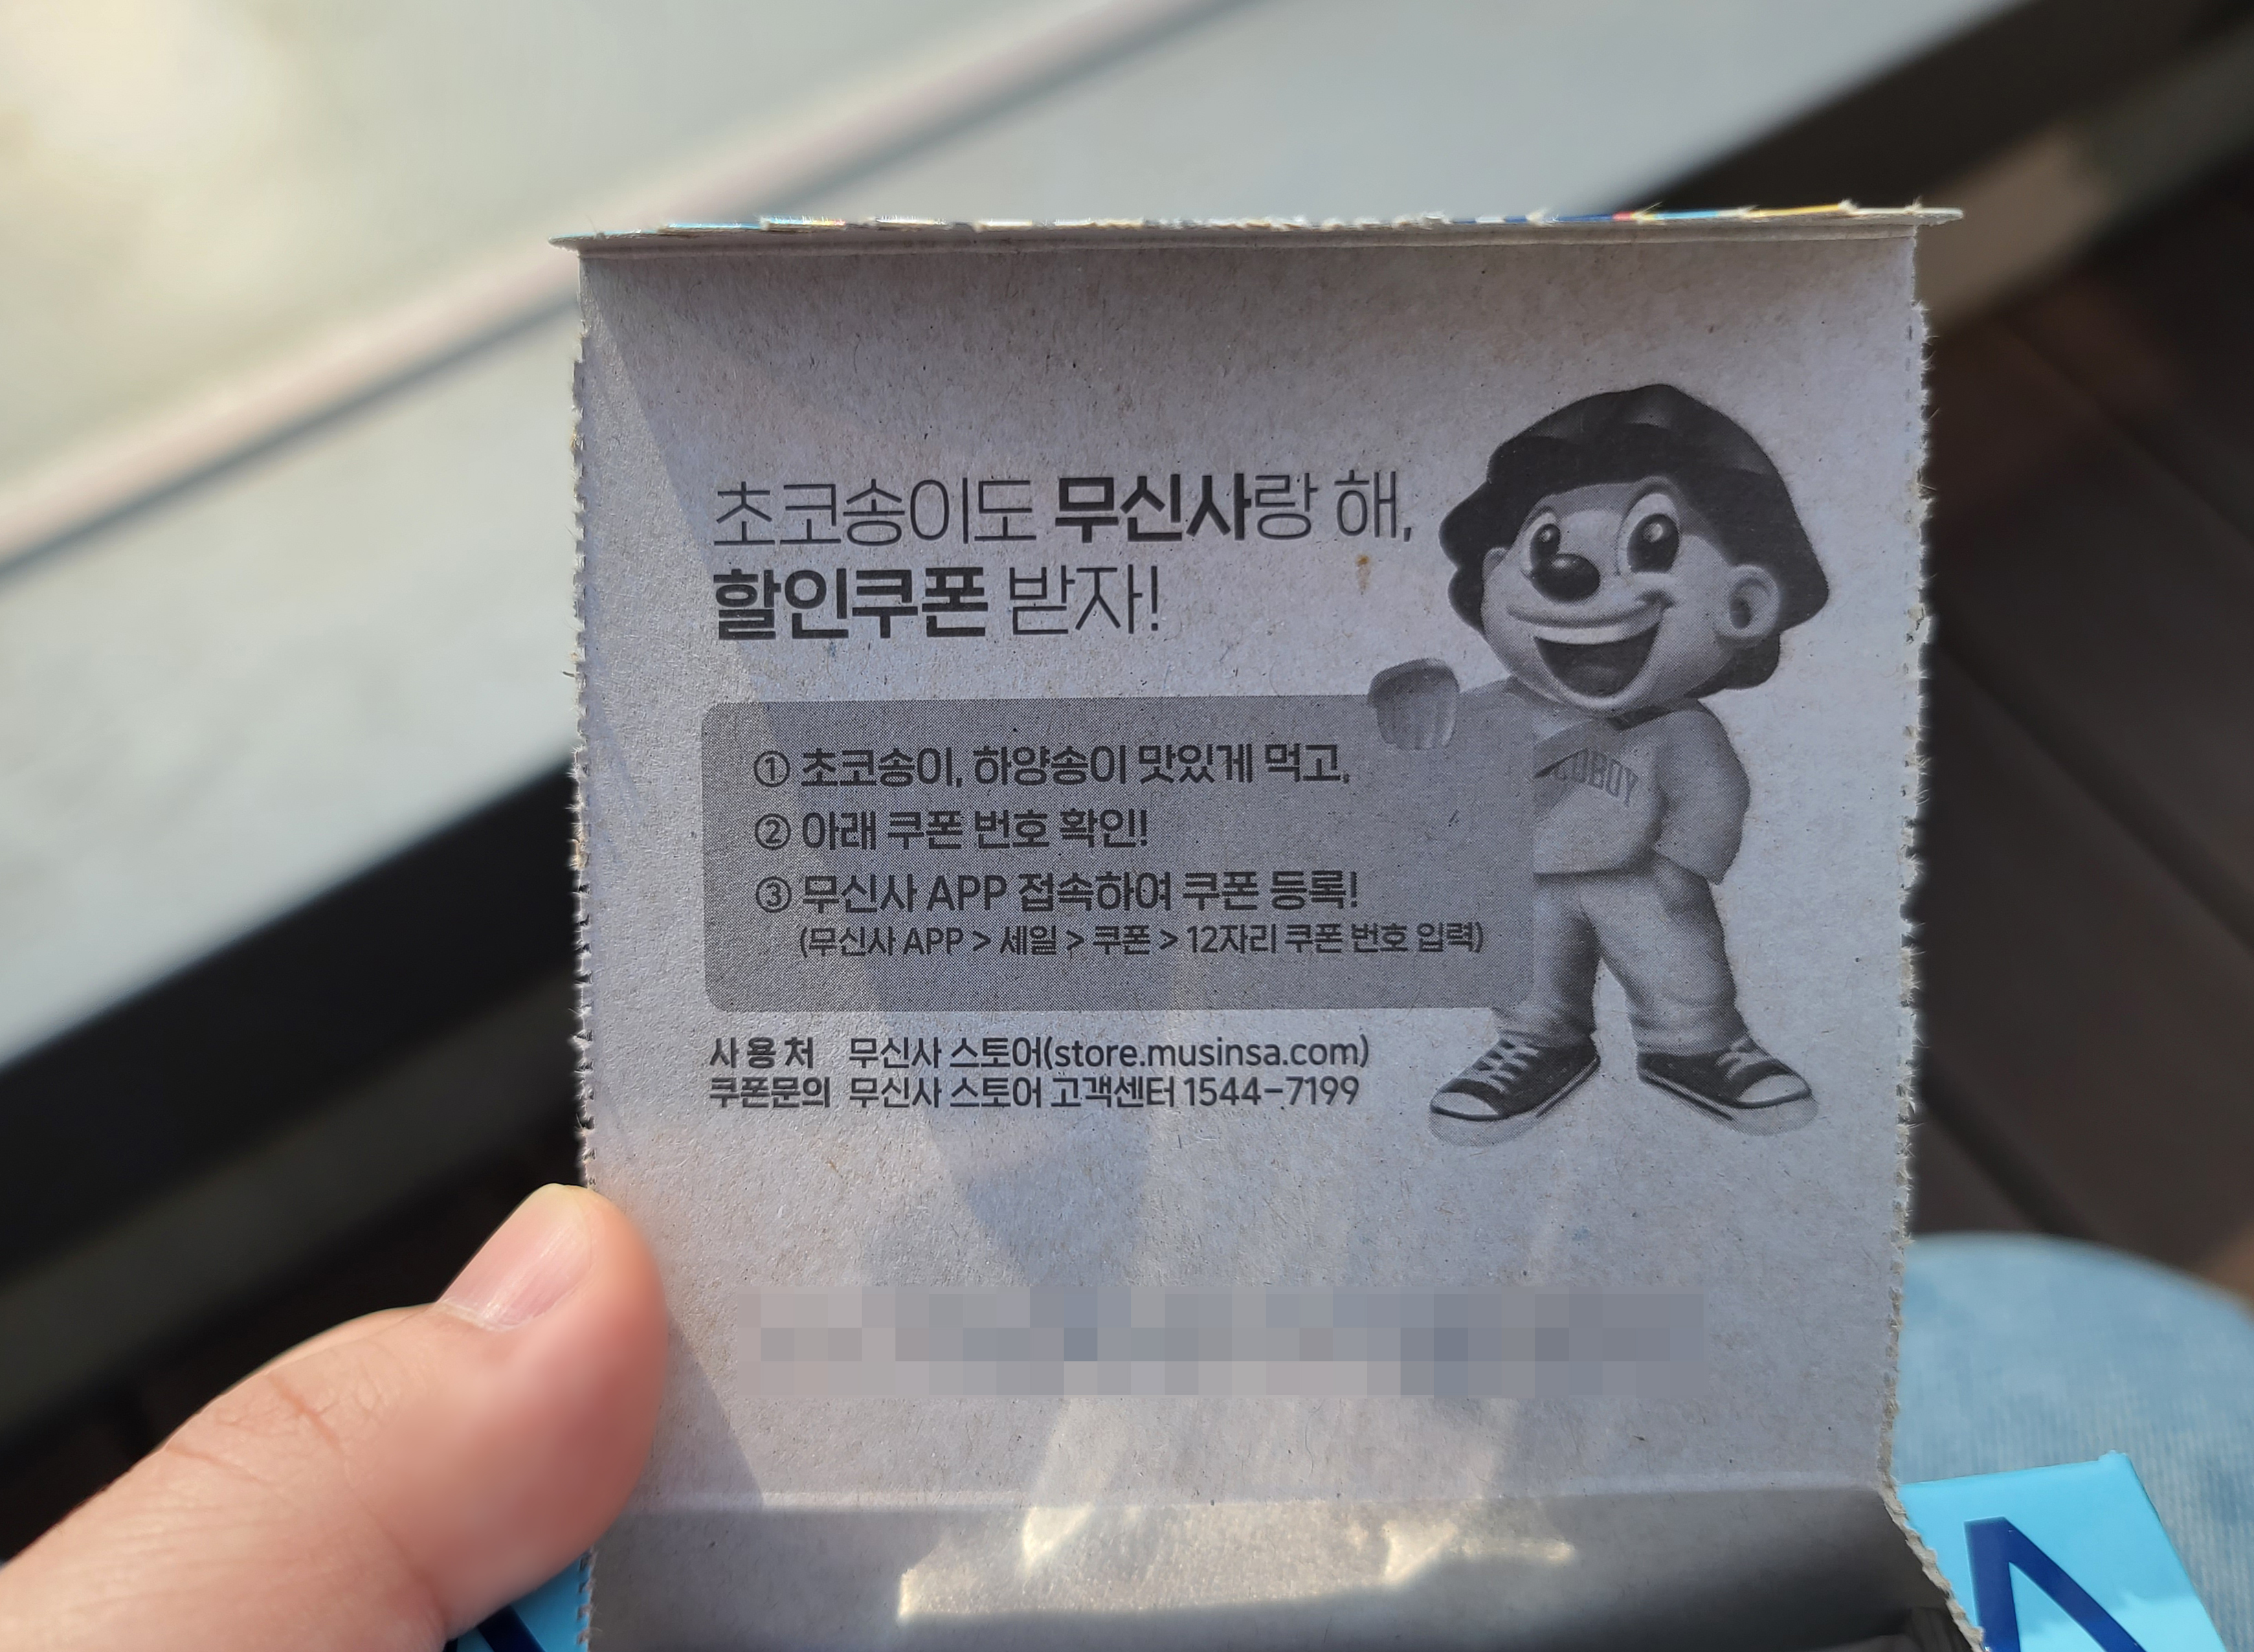 초코송이도 무신사랑 해,
할인쿠폰 받자!
① 초코송이, 하양송이 맛있게 먹고,
② 아래 쿠폰 번호 확인!
③ 무신사 APP 접속하여 쿠폰 등록!
(무신사 APP > 세일 > 쿠폰 > 12자리 쿠폰 번호 입력)
사용처 무신사 스토어(store.musinsa.com)
쿠폰문의 무신사 스토어 고객센터 1544-7199